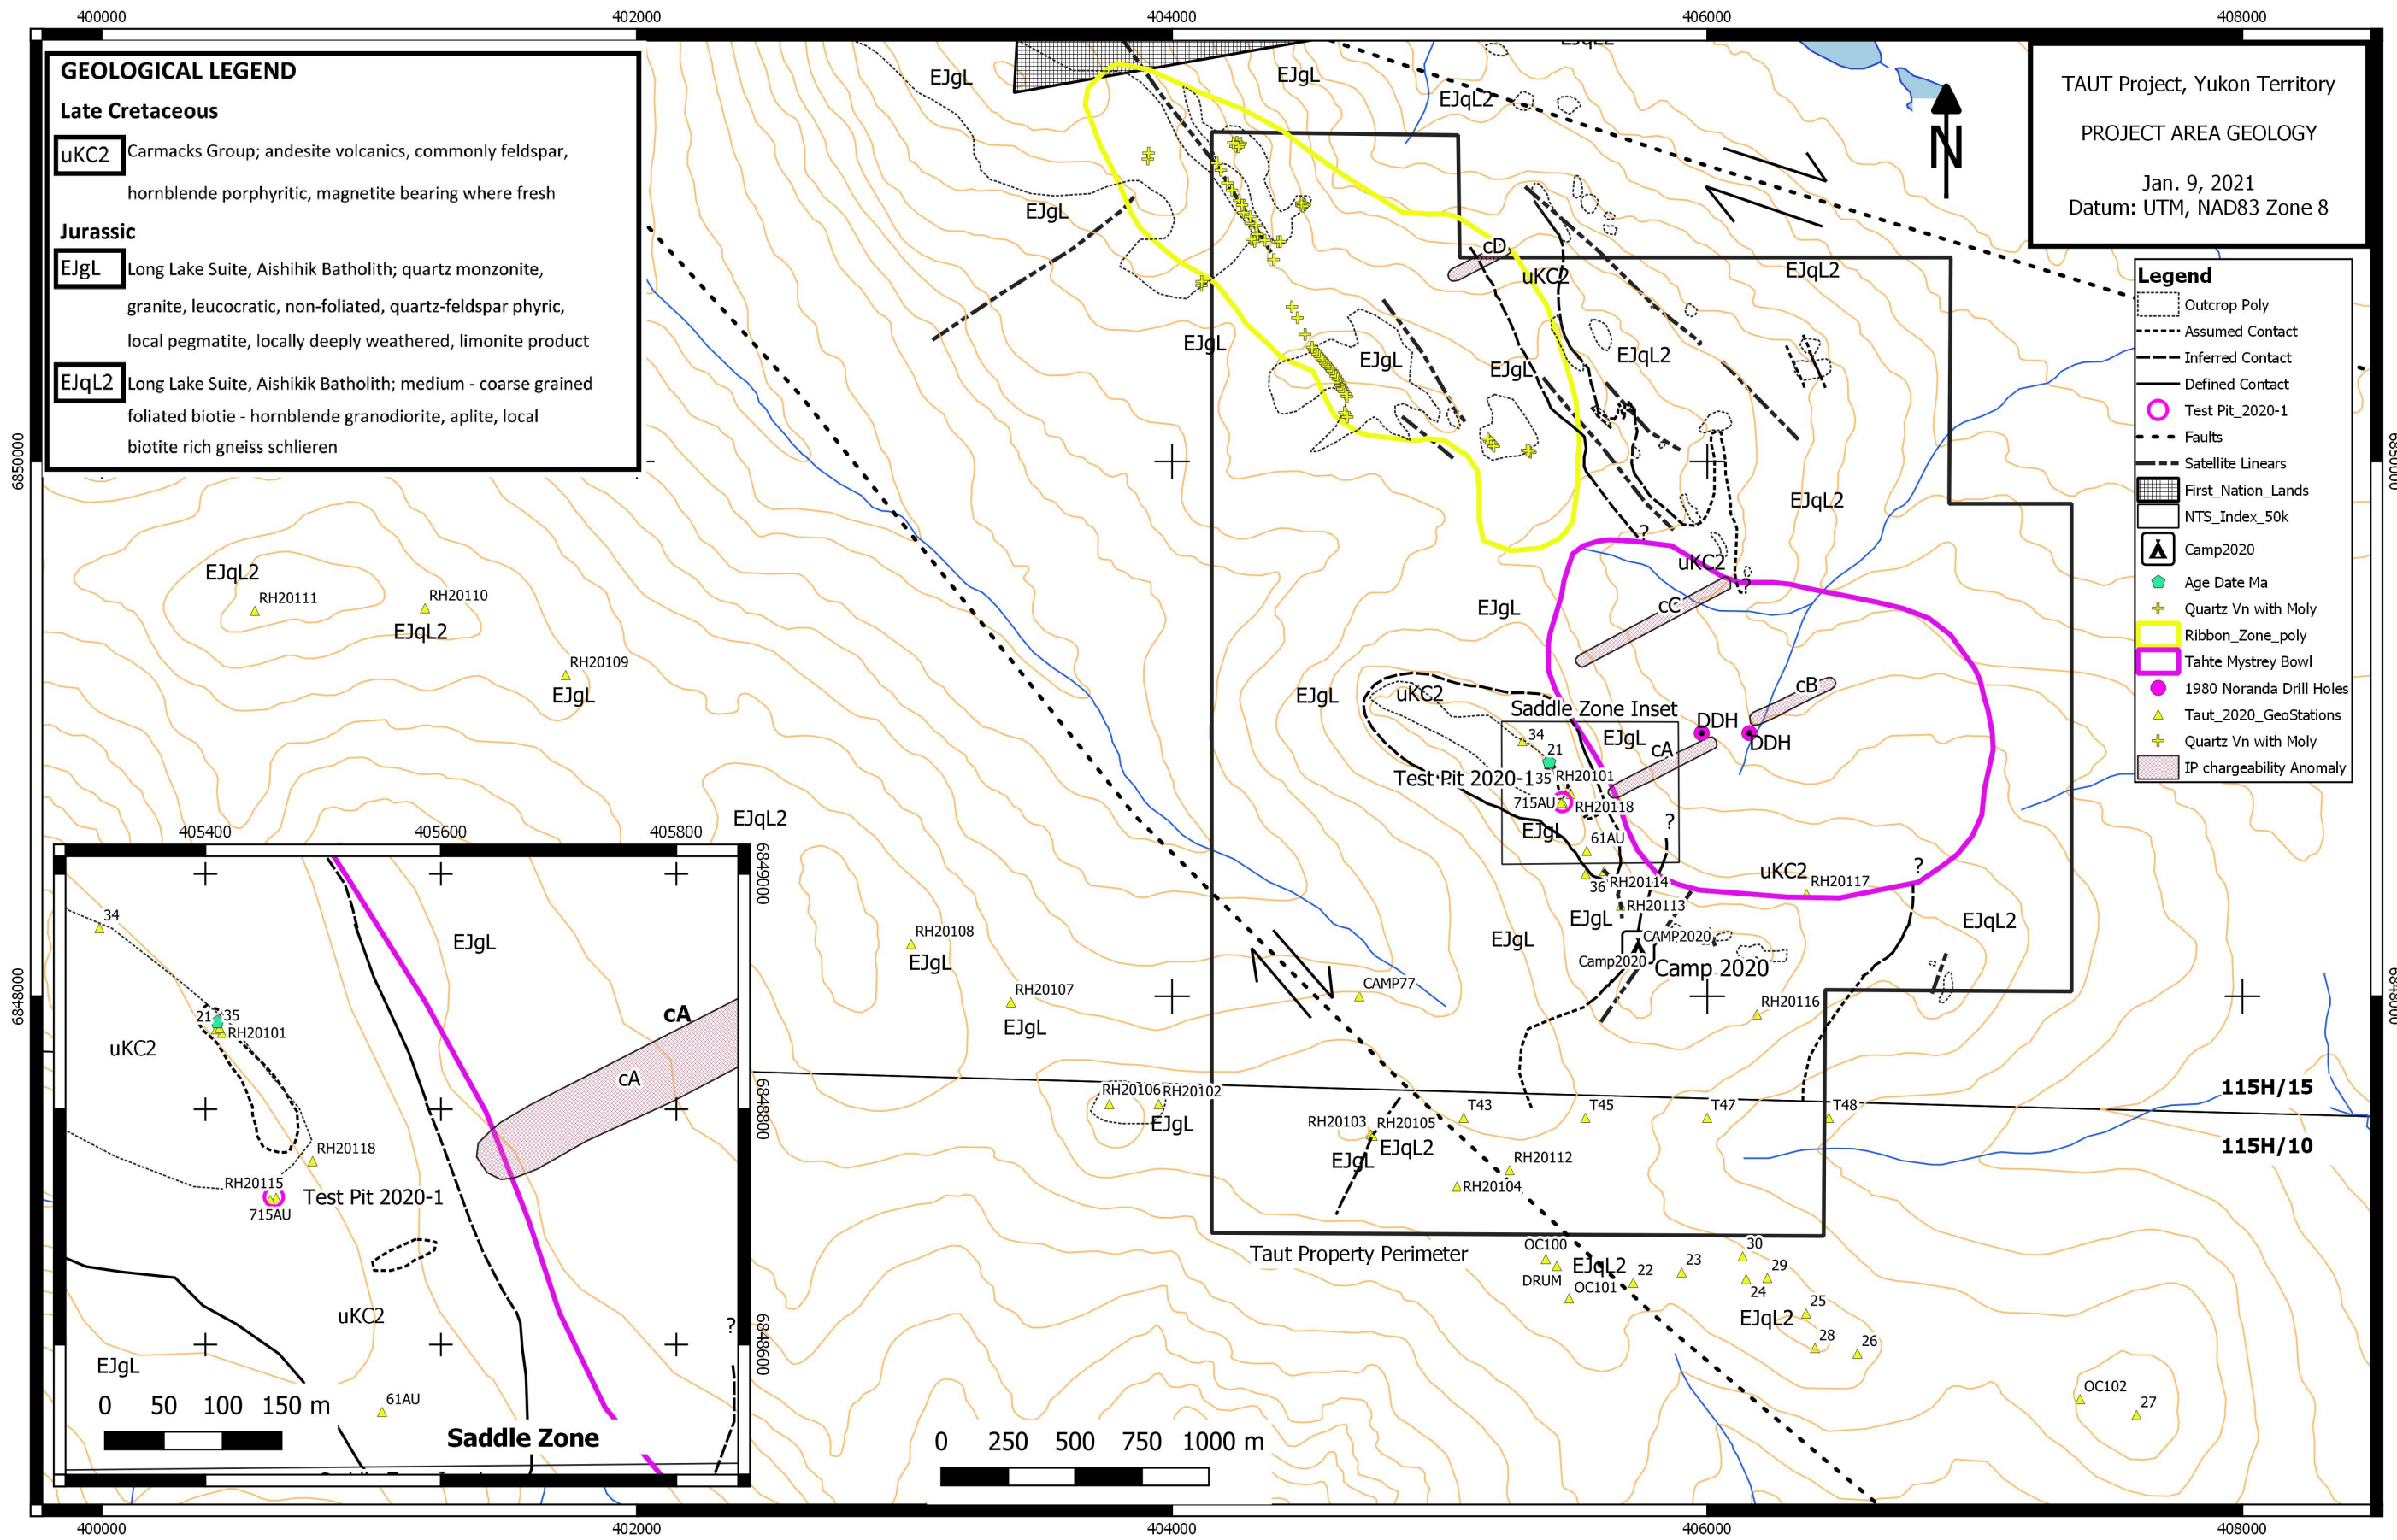 400000
402000
404000
406000
408000
GEOLOGICAL LEGEND
Late Cretaceous
uKC2
Carmacks Group; andesite volcanics, commonly feldspar,
hornblende porphyritic, magnetite bearing where fresh
Jurassic
EJgL
Long Lake Suite, Aishihik Batholith; quartz monzonite,
granite, leucocratic, non-foliated, quartz-feldspar phyric,
local pegmatite, locally deeply weathered, limonite product
EJqL2
Long Lake Suite, Aishikik Batholith; medium - coarse grained
foliated biotie - hornblende granodiorite, aplite, local
biotite rich gneiss schlieren
TAUT Project, Yukon Territory
PROJECT AREA GEOLOGY
Jan. 9, 2021
Datum: UTM, NAD83 Zone 8
N
Legend
Outcrop Poly
Assumed Contact
Inferred Contact
Defined Contact
Test Pit_2020-1
Faults
Satellite Linears
First_Nation_Lands
NTS_Index_50k
Camp2020
Age Date Ma
Quartz Vn with Moly
Ribbon_Zone_poly
Tahte Mystrey Bowl
1980 Noranda Drill Holes
Taut_2020_GeoStations
Quartz Vn with Moly
IP chargeability Anomaly
EJqL2
EJgL
EJgL
EJqL2
EJgL
cD
EJqL2
uKC2
EJgL
EJgL
EJqL2
EJgL
6850000
6850000
EJqL2
?
uKC2
?
EJqL2
RH20111
RH20110
EJqL2
cC
EJgL
RH20109
EJgL
EJgL
uKC2
cB
Saddle Zone Inset
DDH
DDH
34
EJgL
21
cA
Test Pit 2020-1
35
RH20101
715AU
RH20118
EJgL
61AU
?
EJqL2
uKC2
RH20117
?
36
RH20114
RH20113
EJgL
EJqL2
EJgL
CAMP2020
Camp2020
Camp 2020
RH20108
EJgL
6848000
6848000
RH20107
EJgL
CAMP77
RH20116
115H/15
115H/10
RH20106
RH20102
EJgL
T43
T45
T47
T48
RH20103
RH20105
EJqL2
EJgL
RH20112
RH20104
Taut Property Perimeter
OC100
DRUM
EJqL2
OC101
22
23
30
29
24
25
EJqL2
28
26
OC102
27
405400
405600
405800
6849000
6848800
6848600
34
EJgL
21
35
RH20101
uKC2
cA
cA
RH20118
RH20115
Test Pit 2020-1
715AU
uKC2
?
EJgL
0 50 100 150 m
61AU
Saddle Zone
0 250 500 750 1000 m
400000
402000
404000
406000
408000